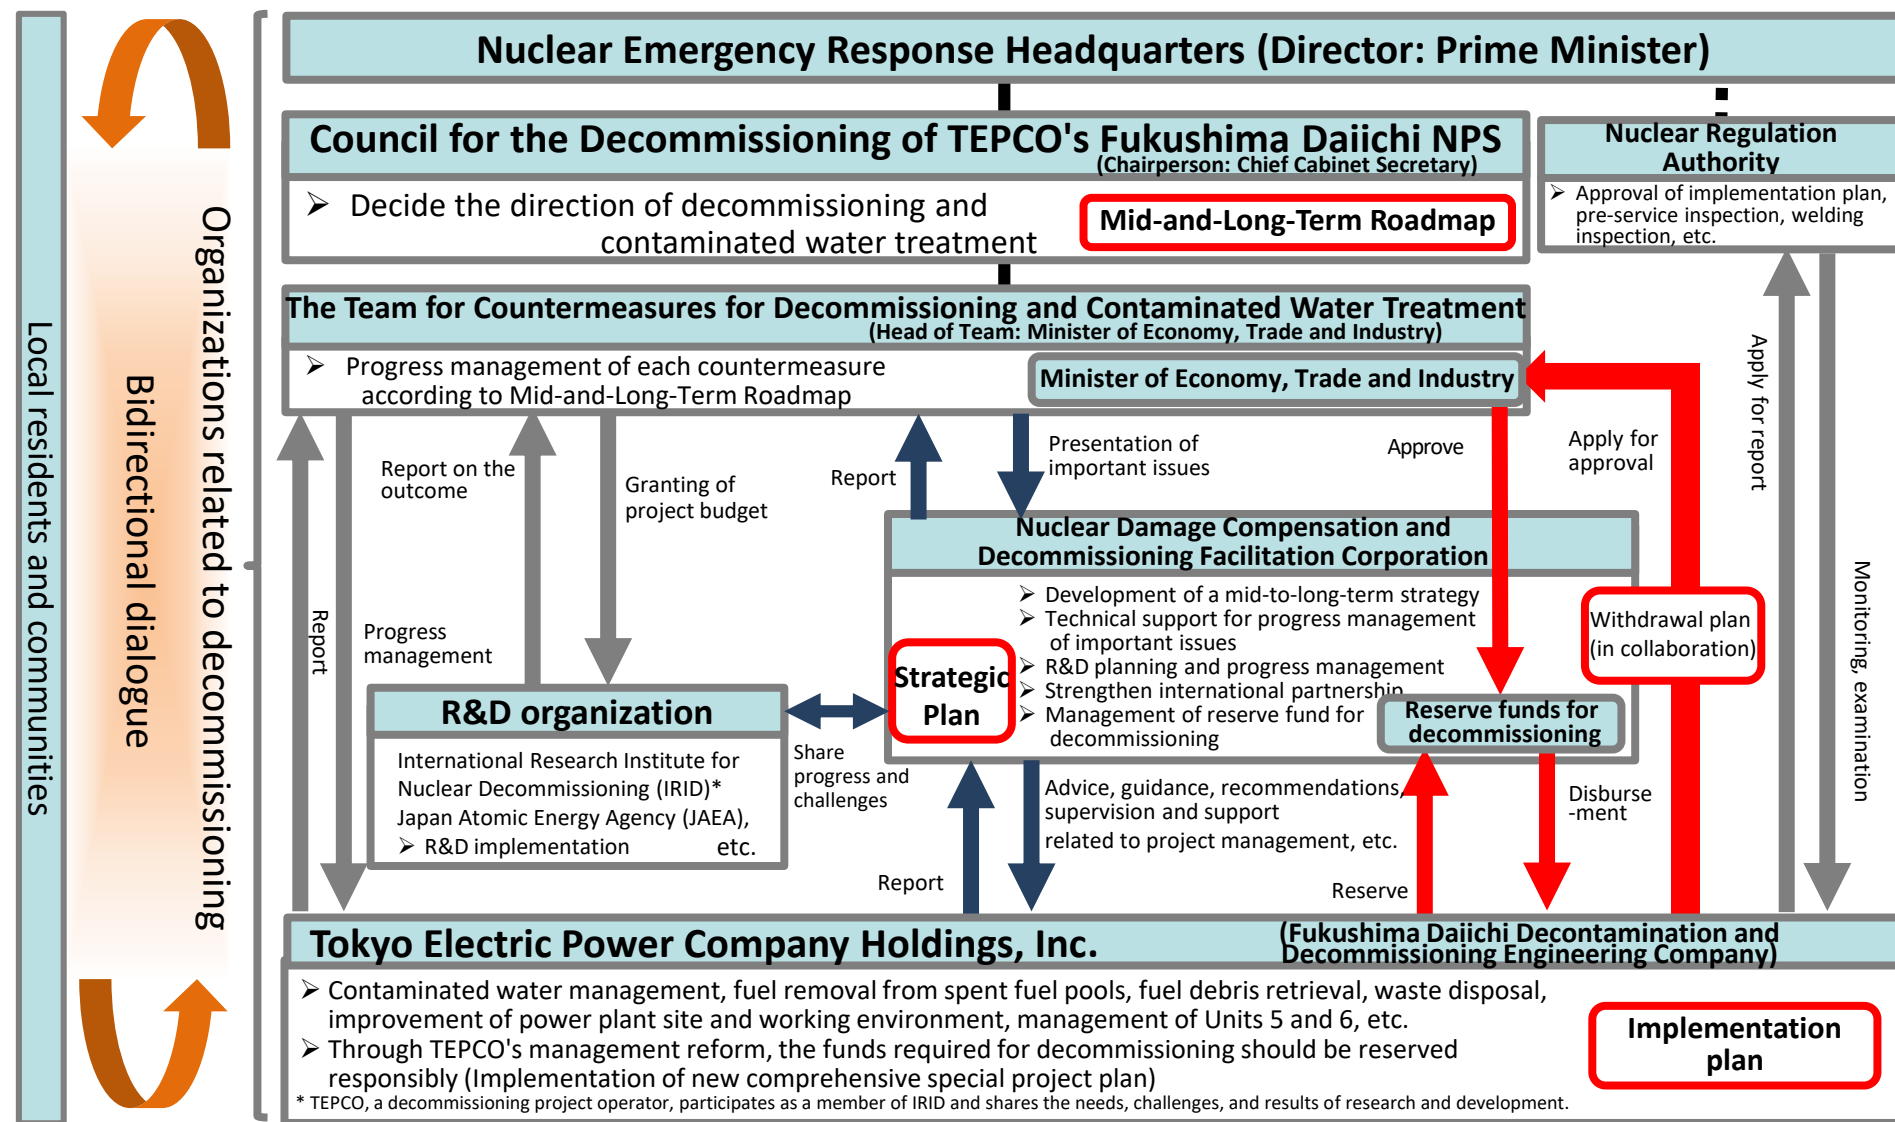 Local residents and communities
Bidirectional dialogue
Organizations related to decommissioning
Nuclear Emergency Response Headquarters (Director: Prime Minister)
Council for the Decommissioning of TEPCO's Fukushima Daiichi NPS
(Chairperson: Chief Cabinet Secretary)
➢ Decide the direction of decommissioning and
contaminated water treatment
Mid-and-Long-Term Roadmap
Nuclear Regulation
Authority
➢ Approval of implementation plan,
pre-service inspection, welding
inspection, etc.
The Team for Countermeasures for Decommissioning and Contaminated Water Treatment
(Head of Team: Minister of Economy, Trade and Industry)
➢ Progress management of each countermeasure
according to Mid-and-Long-Term Roadmap
Minister of Economy, Trade and Industry
Report
Progress
management
Report on the
outcome
Granting of
project budget
Report
Presentation of
important issues
Approve
Apply for
approval
Apply for report
Monitoring, examination
Nuclear Damage Compensation and
Decommissioning Facilitation Corporation
➢ Development of a mid-to-long-term strategy
➢ Technical support for progress management
of important issues
➢ R&D planning and progress management
➢ Strengthen international partnership
➢ Management of reserve fund for
decommissioning
Strategic
Plan
Reserve funds for
decommissioning
Withdrawal plan
(in collaboration)
R&D organization
International Research Institute for
Nuclear Decommissioning (IRID)*
Japan Atomic Energy Agency (JAEA),
➢ R&D implementation etc.
Share
progress and
challenges
Report
Advice, guidance, recommendations,
supervision and support
related to project management, etc.
Reserve
Disburse
-ment
Tokyo Electric Power Company Holdings, Inc.
(Fukushima Daiichi Decontamination and
Decommissioning Engineering Company)
➢ Contaminated water management, fuel removal from spent fuel pools, fuel debris retrieval, waste disposal,
improvement of power plant site and working environment, management of Units 5 and 6, etc.
➢ Through TEPCO's management reform, the funds required for decommissioning should be reserved
responsibly (Implementation of new comprehensive special project plan)
* TEPCO, a decommissioning project operator, participates as a member of IRID and shares the needs, challenges, and results of research and development.
Implementation
plan